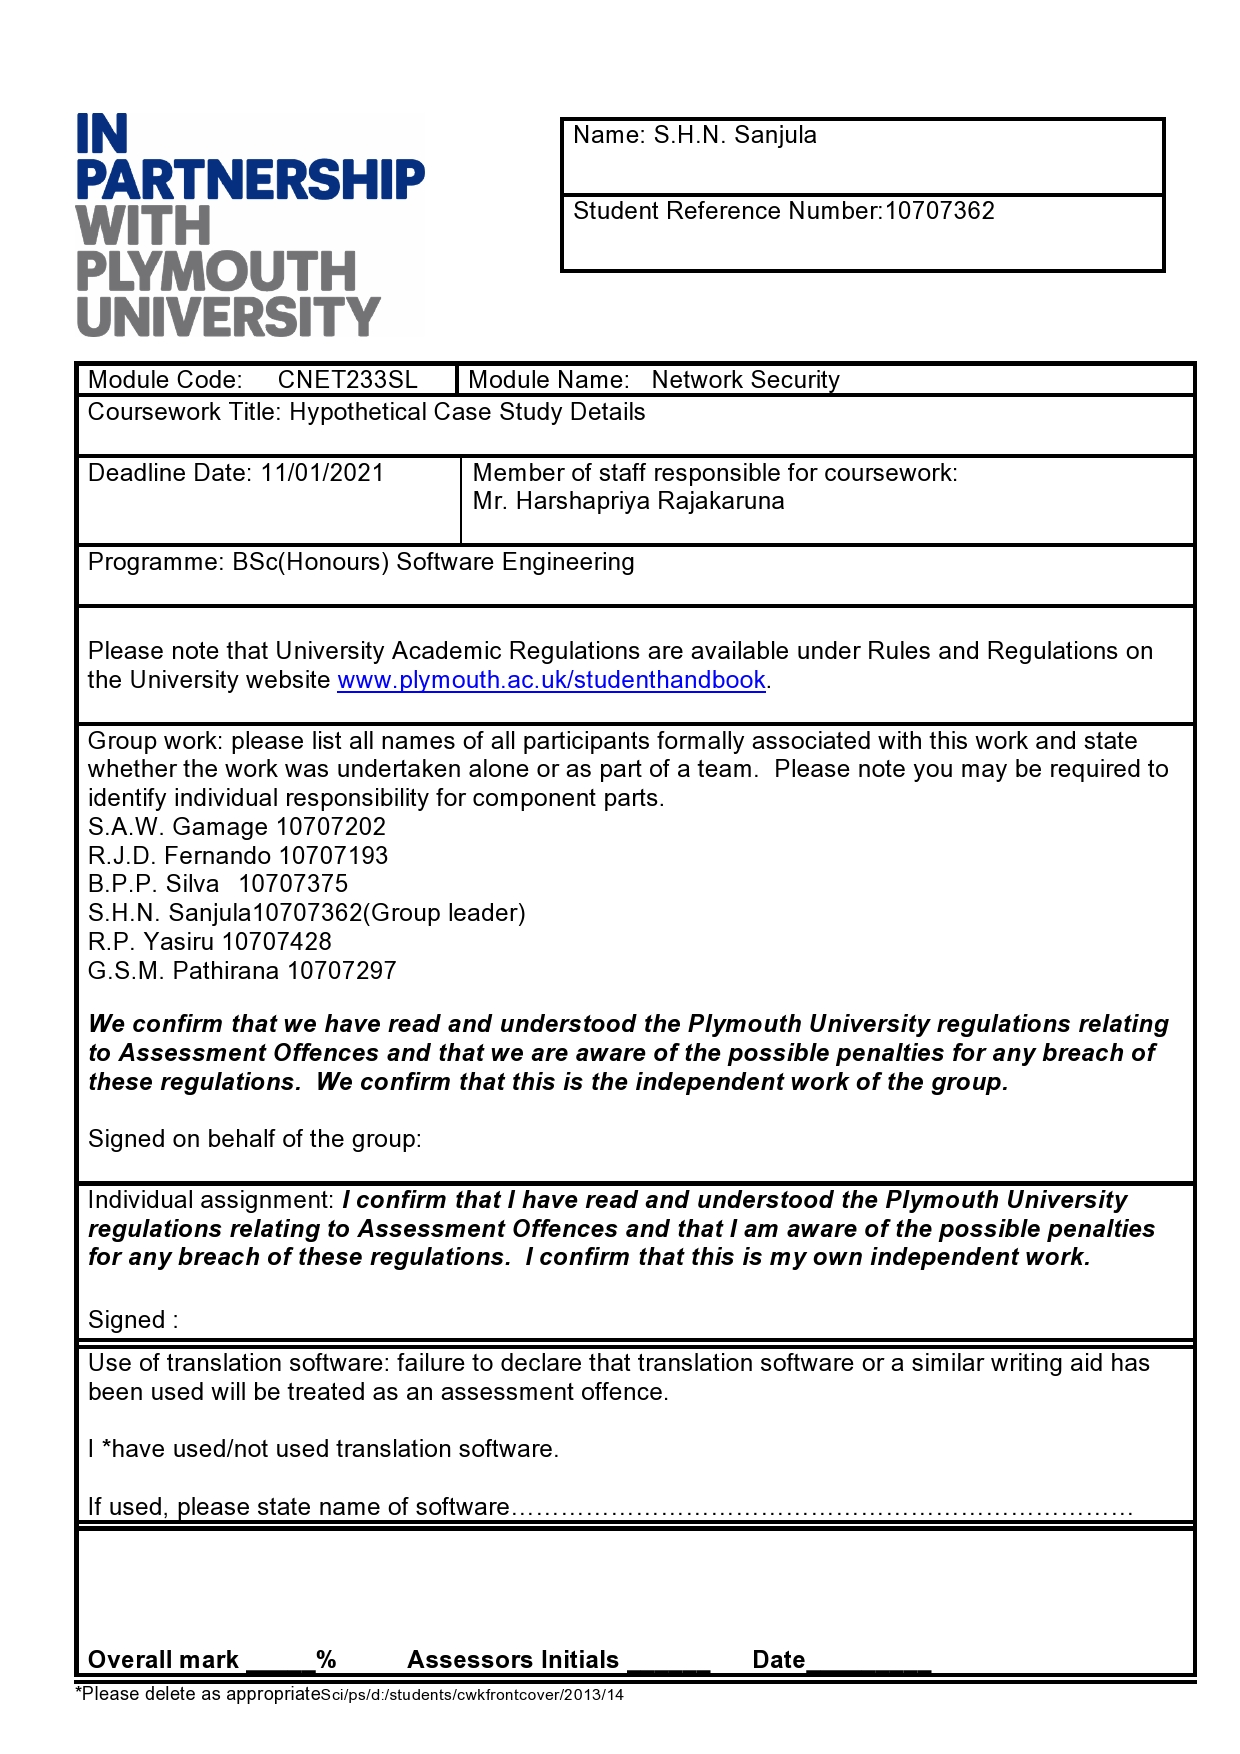 IN
PARTNERSHIP
WITH
PLYMOUTH
UNIVERSITY
Name: S.H.N. Sanjula
Student Reference Number:10707362
Module Code: CNET233SL Module Name: Network Security
Coursework Title: Hypothetical Case Study Details
Deadline Date: 11/01/2021
Member of staff responsible for coursework:
Mr. Harshapriya Rajakaruna
Programme: BSc(Honours) Software Engineering
Please note that University Academic Regulations are available under Rules and Regulations on
the University website www.plymouth.ac.uk/studenthandbook.
Group work: please list all names of all participants formally associated with this work and state
whether the work was undertaken alone or as part of a team.  Please note you may be required to
identify individual responsibility for component parts.
S.A.W. Gamage 10707202
R.J.D. Fernando 10707193
B.P.P. Silva  10707375
S.H.N. Sanjula10707362(Group leader)
R.P. Yasiru 10707428
G.S.M. Pathirana 10707297
We confirm that we have read and understood the Plymouth University regulations relating
to Assessment Offences and that we are aware of the possible penalties for any breach of
these regulations.  We confirm that this is the independent work of the group.
Signed on behalf of the group:
Individual assignment: I confirm that I have read and understood the Plymouth University
regulations relating to Assessment Offences and that I am aware of the possible penalties
for any breach of these regulations.  I confirm that this is my own independent work.
Signed :
Use of translation software: failure to declare that translation software or a similar writing aid has
been used will be treated as an assessment offence.
I *have used/not used translation software.
If used, please state name of software…………………………………………………………………
Overall mark _____% Assessors Initials ______ Date_________
*Please delete as appropriateSci/ps/d:/students/cwkfrontcover/2013/14